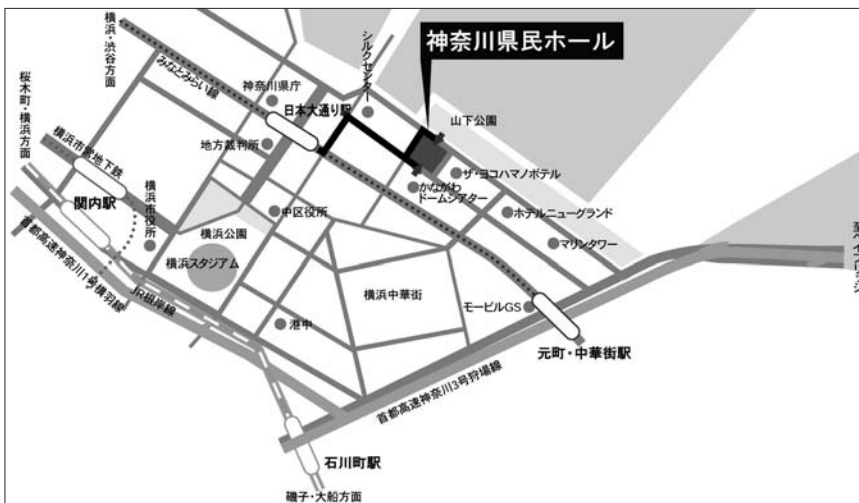 横浜・渋谷方面
みなとみらい線
桜木町・横浜方面
シルクセンター
神奈川県民ホール
神奈川県庁
日本大通り駅
山下公園
地方裁判所
横浜市営地下鉄
ザ・ヨコハマノボテル
かながわ
ドームシアター
関内駅
横浜市役所
中区役所
ホテルニューグランド
横浜公園
マリンタワー
横浜スタジアム
首都高速神奈川1号横羽線
JR根岸線
横浜中華街
モービルGS
港中
元町・中華街駅
首都高速神奈川3号狩場線
石川町駅
磯子・大船方面